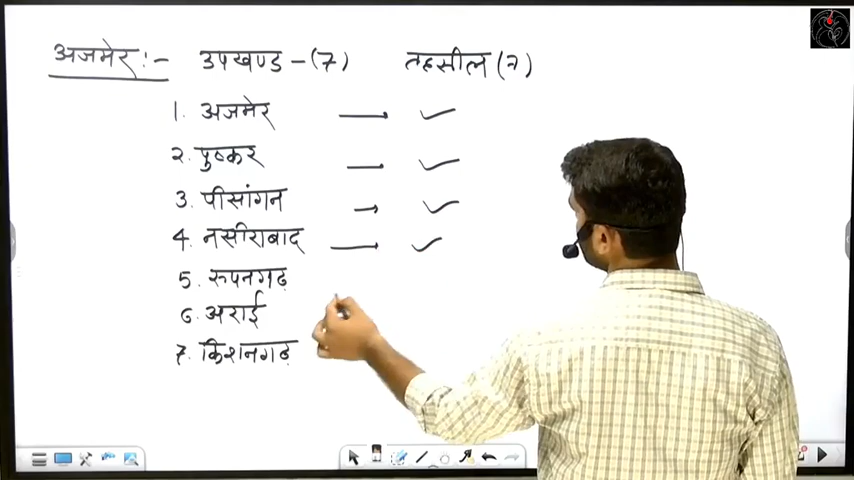 अजमेर :- उपखण्ड - (7) तहसील (7)
1. अजमेर → ✓
2. पुष्कर → ✓
3. पीसांगन → ✓
4. नसीराबाद → ✓
5. रुपनगढ़
6. अराई
7. किशनगढ़